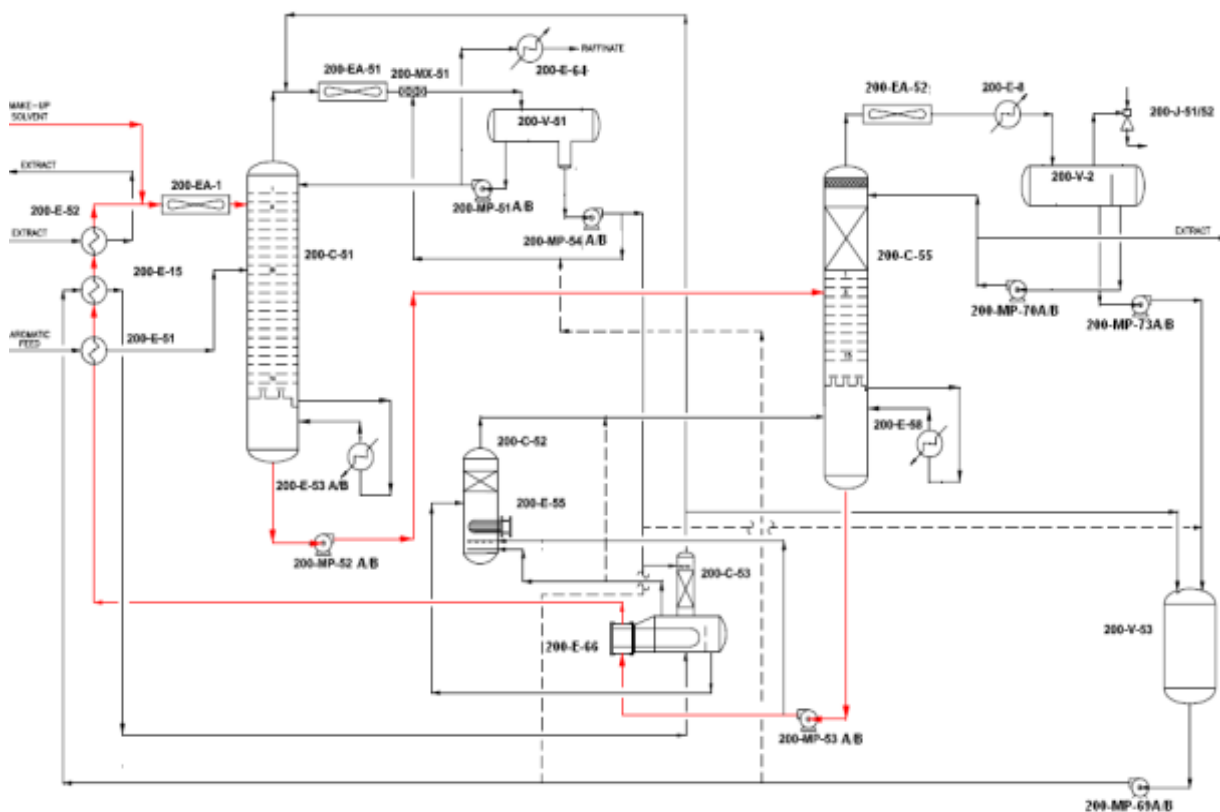 RAFFINATE
200-EA-51
200-MX-51
200-E-64
200-EA-52
200-E-8
MAKE-UP
SOLVENT
200-V-51
200-J-51/52
EXTRACT
200-EA-1
200-V-2
200-E-52
200-MP-51 A/B
EXTRACT
200-MP-54 A/B
EXTRACT
200-C-51
200-C-55
200-E-15
200-MP-70A/B
200-MP-73A/B
AROMATIC
FEED
200-E-51
200-C-52
200-E-58
200-E-53 A/B
200-E-55
200-MP-52 A/B
200-C-53
200-E-66
200-V-53
200-MP-53 A/B
200-MP-69A/B